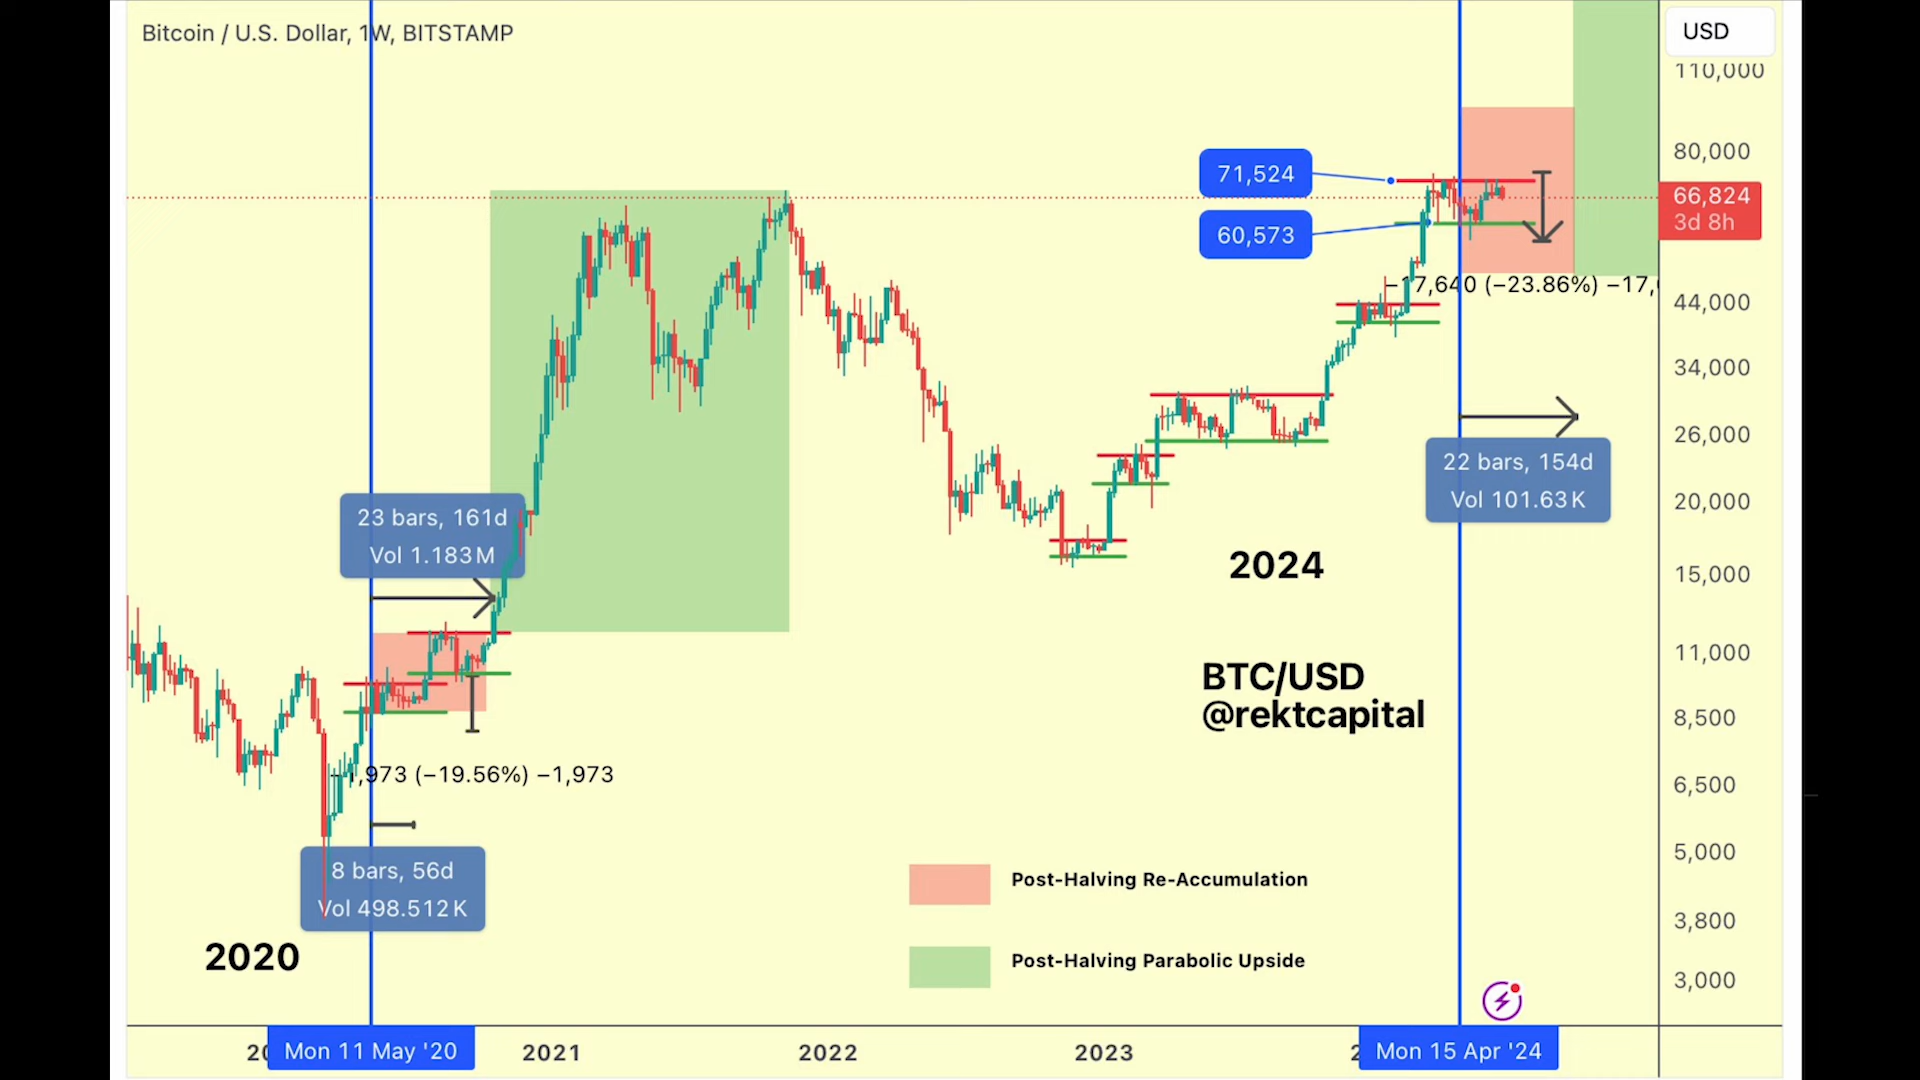 Bitcoin / U.S. Dollar, 1W, BITSTAMP
USD
110,000
80,000
66,824
3d 8h
44,000
34,000
26,000
20,000
15,000
11,000
8,500
6,500
5,000
3,800
3,000
71,524
60,573
−17,640 (−23.86%) −17,
22 bars, 154d
Vol 101.63K
23 bars, 161d
Vol 1.183M
2024
BTC/USD
@rektcapital
−1,973 (−19.56%) −1,973
8 bars, 56d
Vol 498.512K
2020
Post-Halving Re-Accumulation
Post-Halving Parabolic Upside
Mon 11 May '20
2021
2022
2023
Mon 15 Apr '24